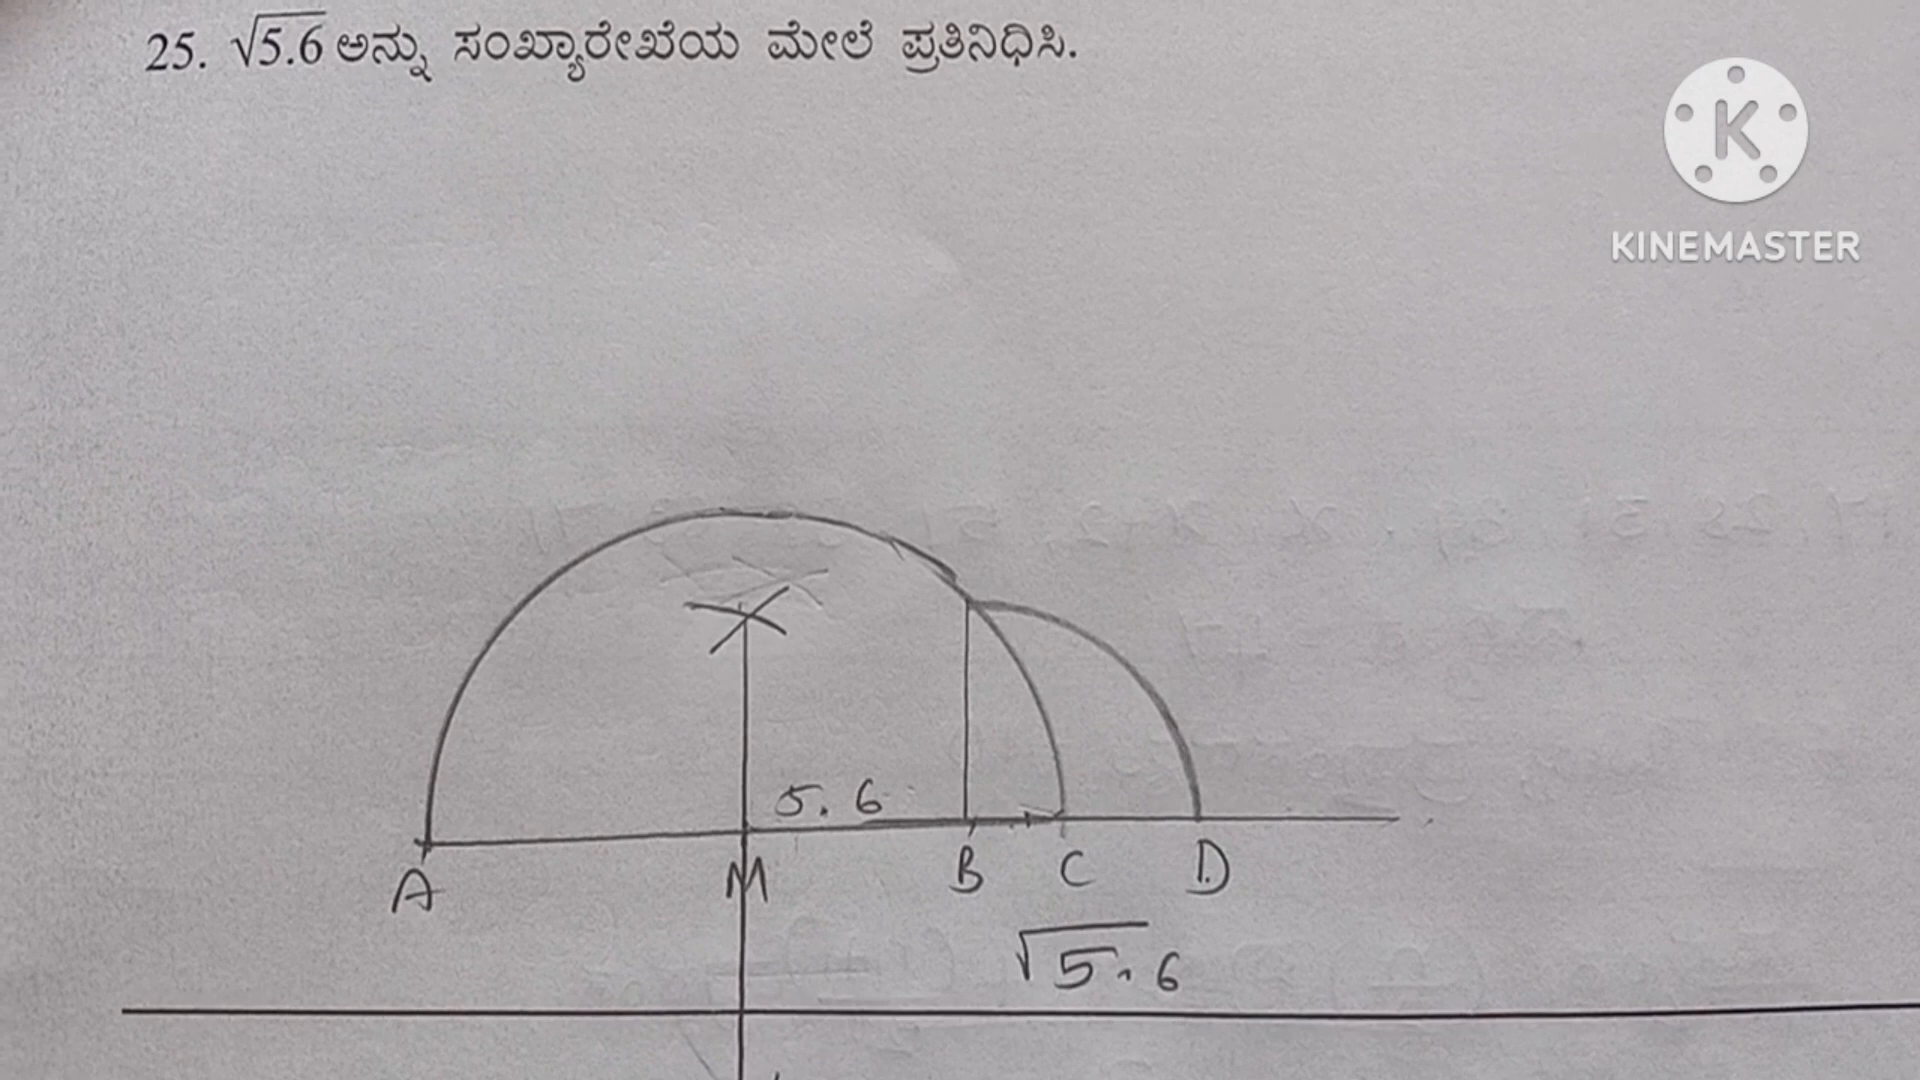 25. √5.6 ಅನ್ನು ಸಂಖ್ಯಾರೇಖೆಯ ಮೇಲೆ ಪ್ರತಿನಿಧಿಸಿ.
K
KINEMASTER
5.6
A M B C D
√5.6